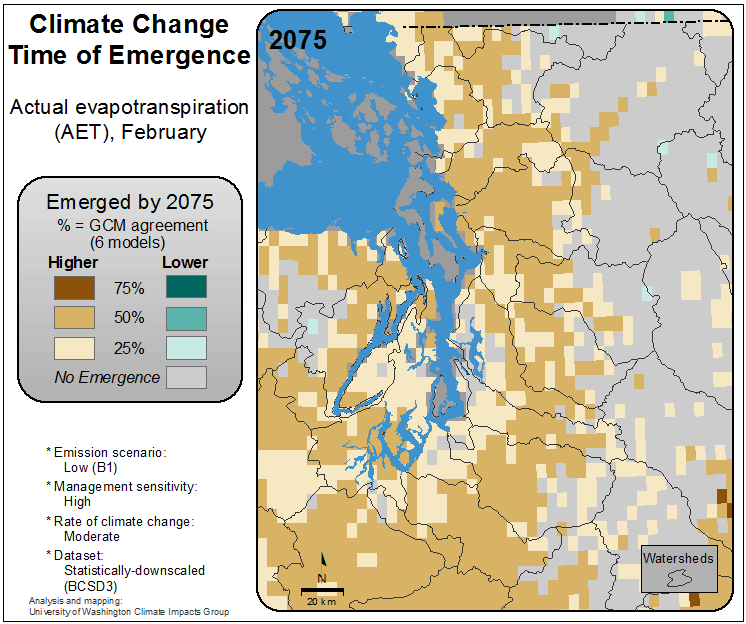 Climate Change
Time of Emergence
Actual evapotranspiration
(AET), February
Emerged by 2075
% = GCM agreement
(6 models)
Higher Lower
75%
50%
25%
No Emergence
* Emission scenario:
Low (B1)
* Management sensitivity:
High
* Rate of climate change:
Moderate
* Dataset:
Statistically-downscaled
(BCSD3)
Analysis and mapping:
University of Washington Climate Impacts Group
2075
N
20 km
Watersheds